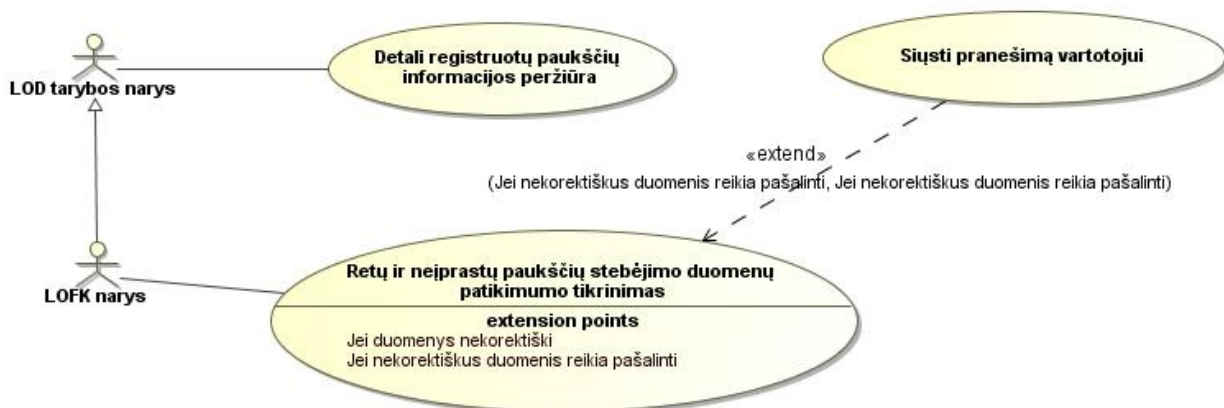 Detali registruotų paukščių
informacijos peržiūra
Siųsti pranešimą vartotojui
LOD tarybos narys
«extend»
(Jei nekorektiškus duomenis reikia pašalinti, Jei nekorektiškus duomenis reikia pašalinti)
LOFK narys
Retų ir neįprastų paukščių stebėjimo duomenų
patikimumo tikrinimas
extension points
Jei duomenys nekorektiški
Jei nekorektiškus duomenis reikia pašalinti